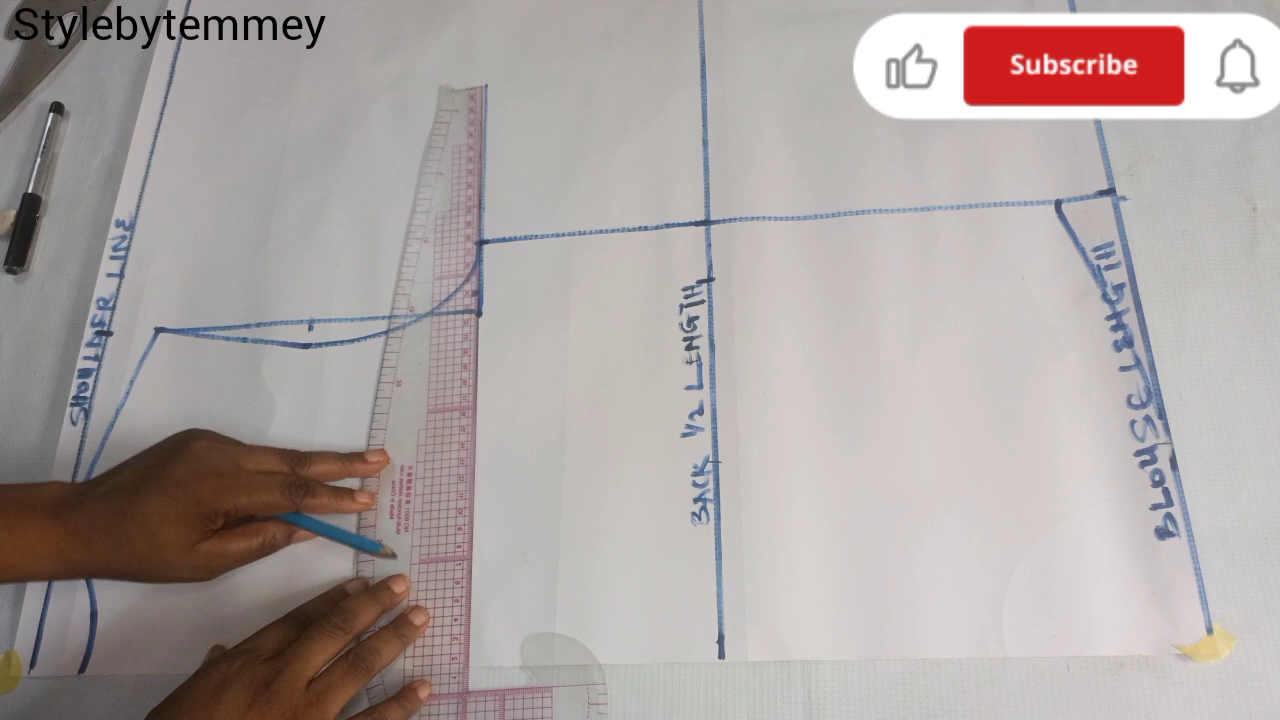 Stylebytemmey
Subscribe
SHOULDER LINE
BACK 1/2 LENGTH
BLOUSE LENGTH